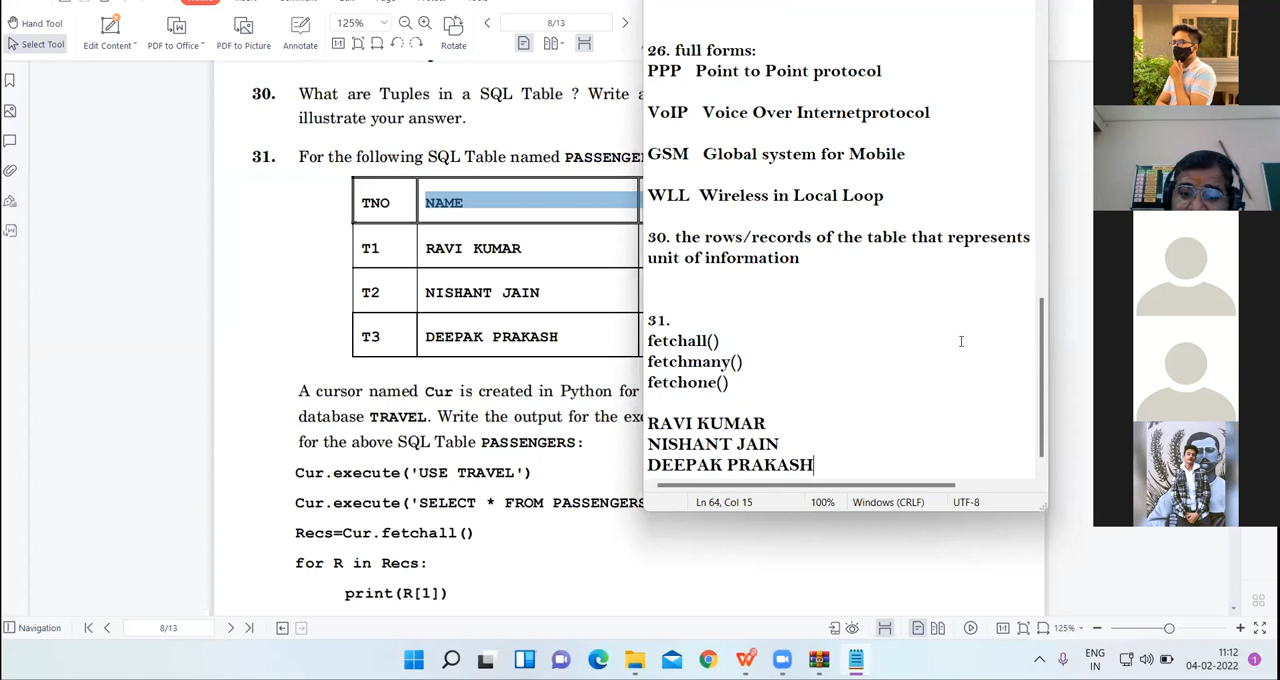 Hand Tool
Select Tool
Edit Content
PDF to Office
PDF to Picture
Annotate
125%
Rotate
8/13
30. What are Tuples in a SQL Table ? Write a
illustrate your answer.
31. For the following SQL Table named PASSENGE
TNO NAME
T1 RAVI KUMAR
T2 NISHANT JAIN
T3 DEEPAK PRAKASH
A cursor named Cur is created in Python for
database TRAVEL. Write the output for the exe
for the above SQL Table PASSENGERS:
Cur.execute('USE TRAVEL')
Cur.execute('SELECT * FROM PASSENGERS
Recs=Cur.fetchall()
for R in Recs:
print(R[1])
26. full forms:
PPP Point to Point protocol
VoIP Voice Over Internetprotocol
GSM Global system for Mobile
WLL Wireless in Local Loop
30. the rows/records of the table that represents
unit of information
31.
fetchall()
fetchmany()
fetchone()
RAVI KUMAR
NISHANT JAIN
DEEPAK PRAKASH
Ln 64, Col 15 100% Windows (CRLF) UTF-8
Navigation 8/13 125%
ENG
IN
11:12
04-02-2022
1